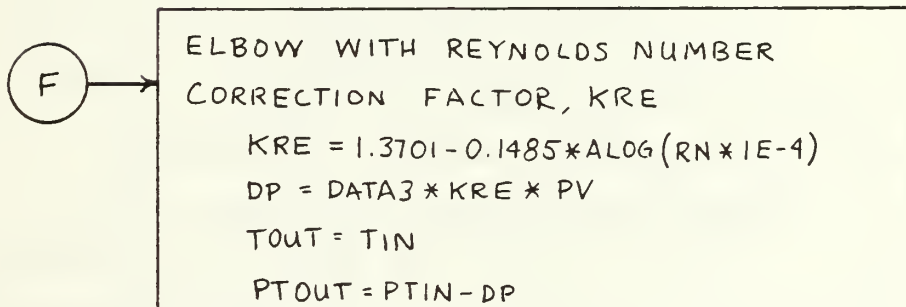 F
ELBOW WITH REYNOLDS NUMBER
CORRECTION FACTOR, KRE
KRE = 1.3701-0.1485*ALOG(RN*1E-4)
DP = DATA3 * KRE * PV
TOUT = TIN
PTOUT = PTIN-DP